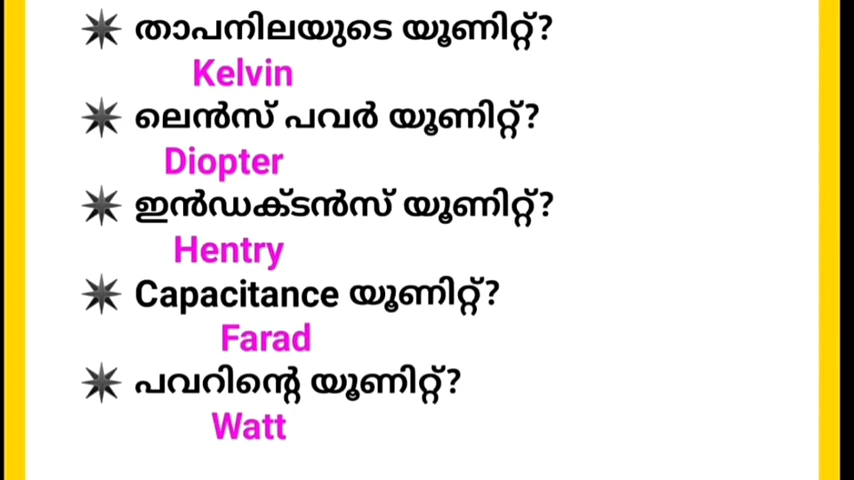 താപനിലയുടെ യൂണിറ്റ്?
Kelvin
ലെൻസ് പവർ യൂണിറ്റ്?
Diopter
ഇൻഡക്ടൻസ് യൂണിറ്റ്?
Hentry
Capacitance യൂണിറ്റ്?
Farad
പവറിന്റെ യൂണിറ്റ്?
Watt